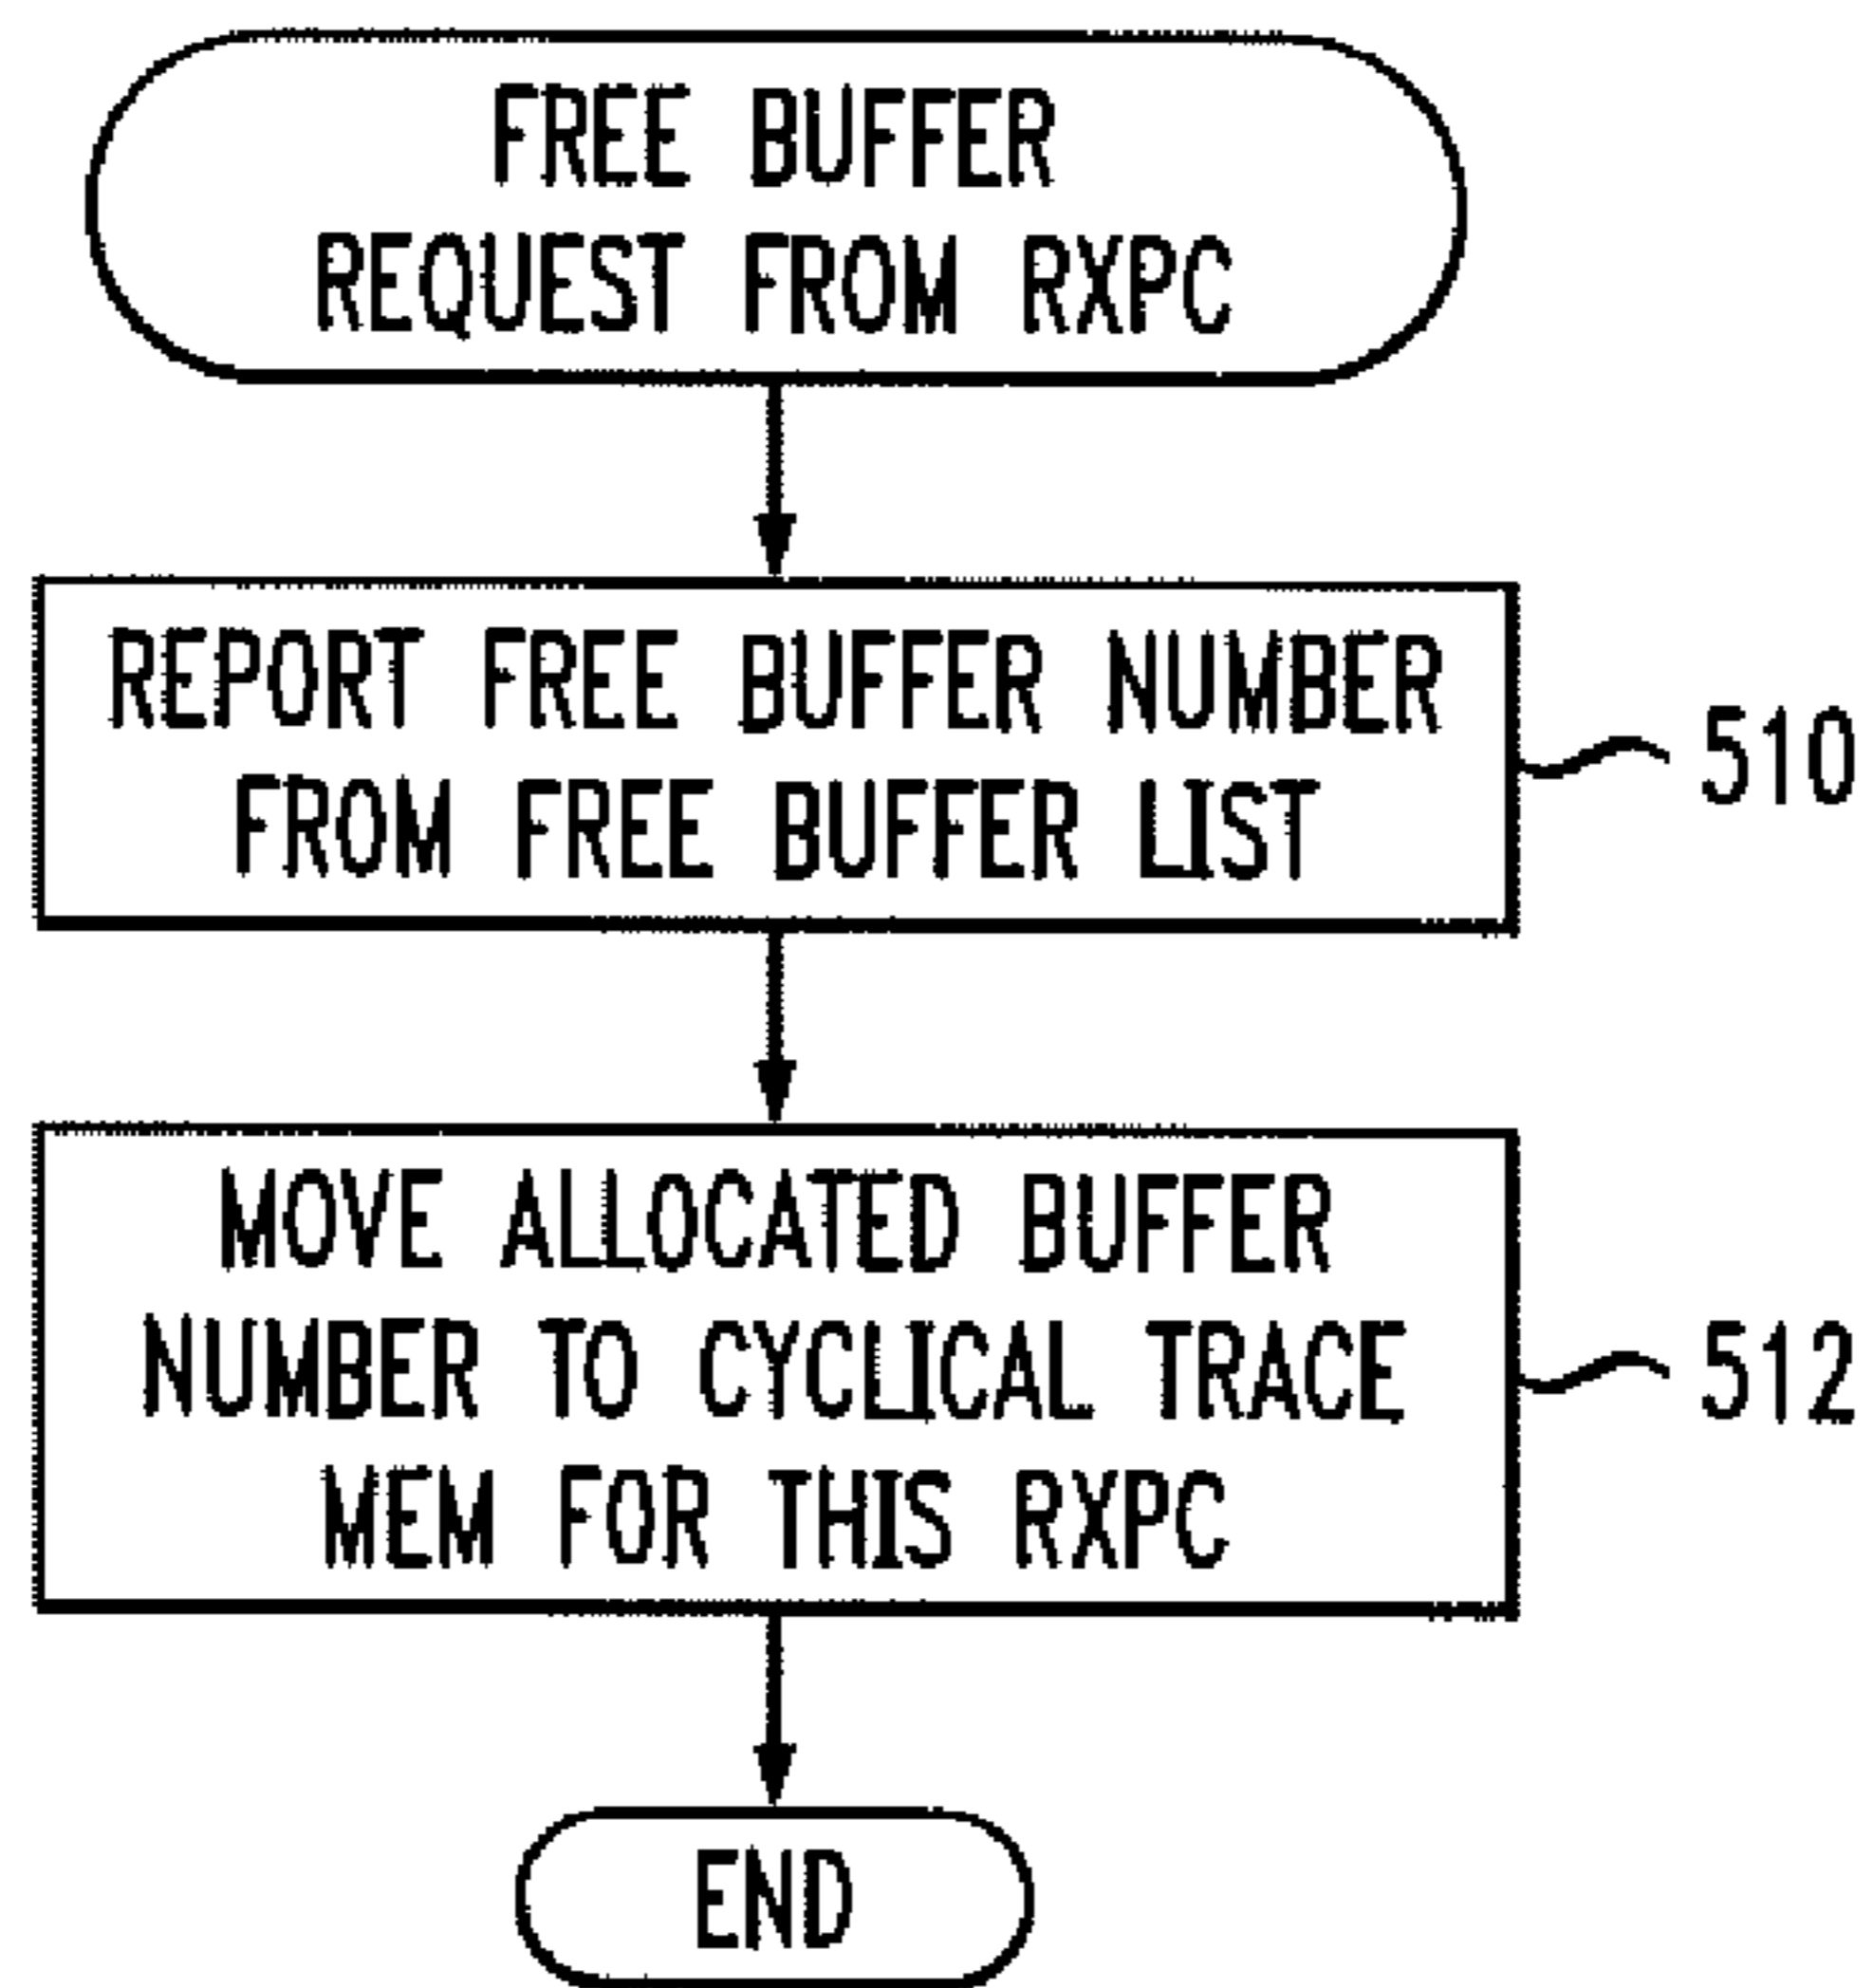 FREE BUFFER
REQUEST FROM RXPC
REPORT FREE BUFFER NUMBER
FROM FREE BUFFER LIST
510
MOVE ALLOCATED BUFFER
NUMBER TO CYCLICAL TRACE
MEM FOR THIS RXPC
512
END